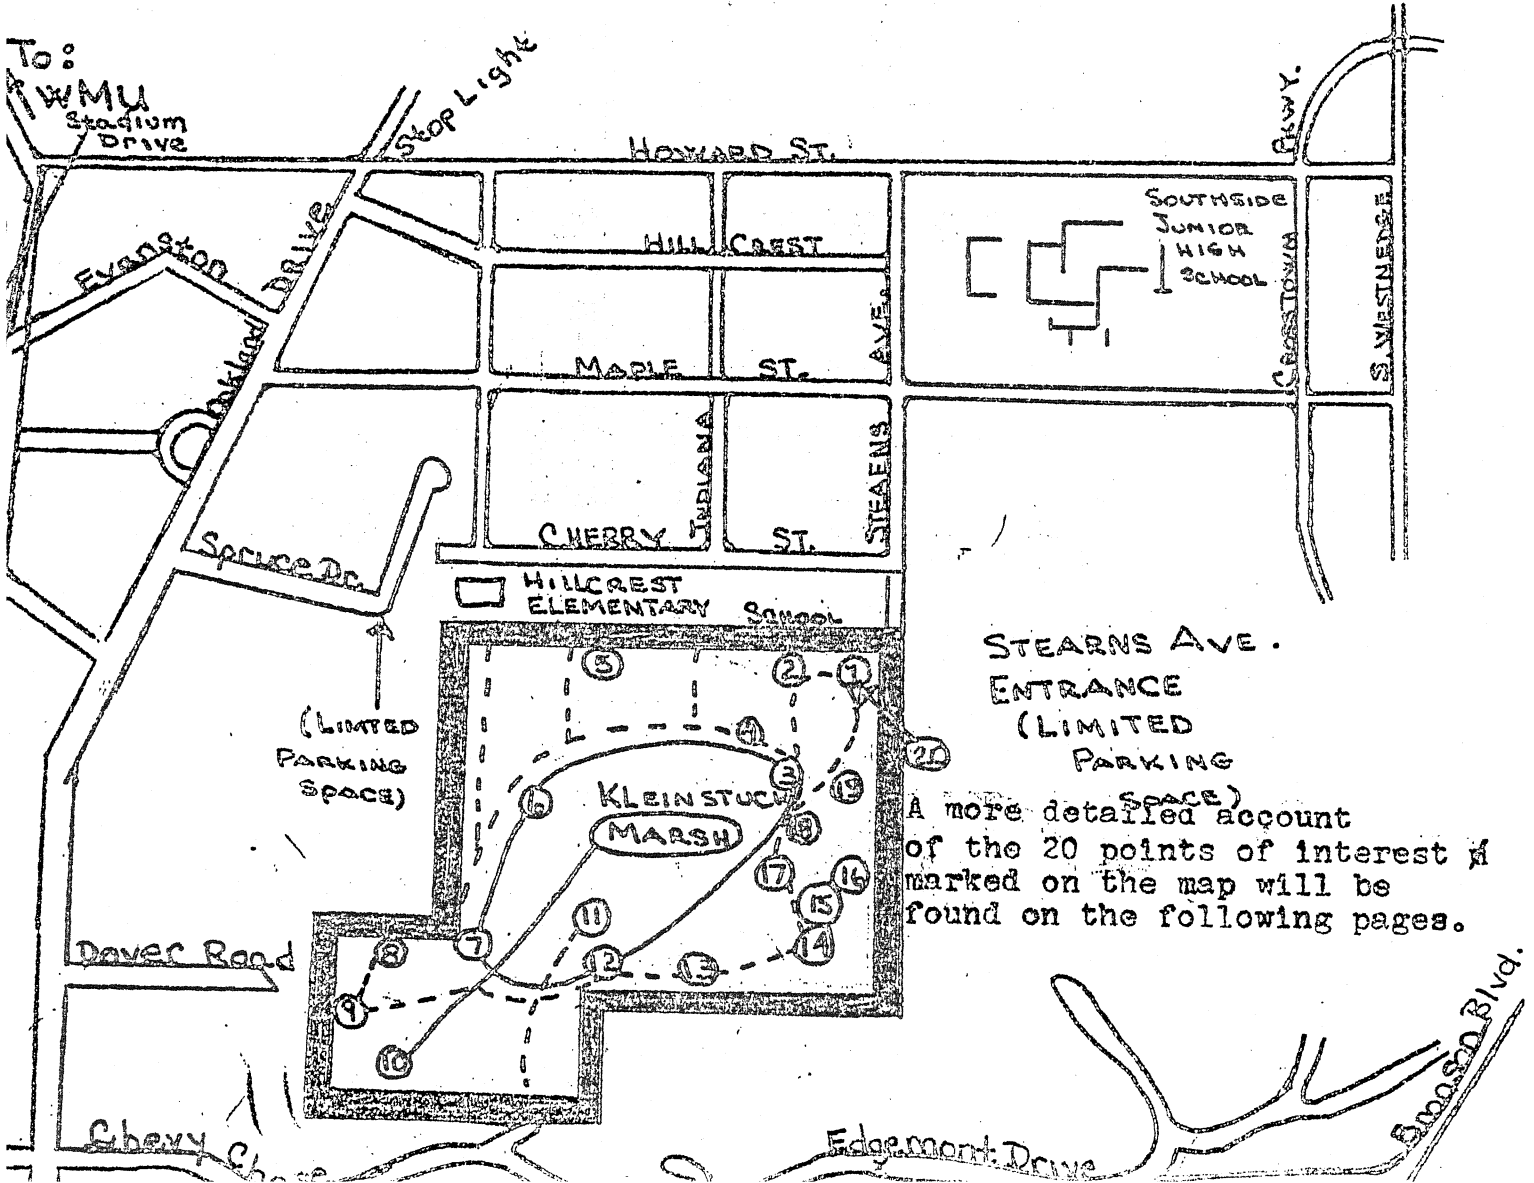 To:
WMU
Stadium
Drive
Stop Light
HOWARD ST.
PKWY.
Evanston
DRIVE
Oakland
HILL CREST
MAPLE ST.
INDIANA
STEAENS AVE.
SOUTHSIDE
JUNIOR
HIGH
SCHOOL
CROSSTOWN
S. WESTNEDGE
Spruce Dr.
CHERRY ST.
HILLCREST
ELEMENTARY SCHOOL
(LIMITED
PARKING
SPACE)
STEARNS AVE.
ENTRANCE
(LIMITED
PARKING
SPACE)
5
2
1
4
20
3
19
6
KLEINSTUCK
MARSH
18
17
16
15
11
14
7
8
12
13
9
10
A more detailed account
of the 20 points of interest
marked on the map will be
found on the following pages.
Dover Road
Chevy Chase
Edgemont Drive
Bronson Blvd.